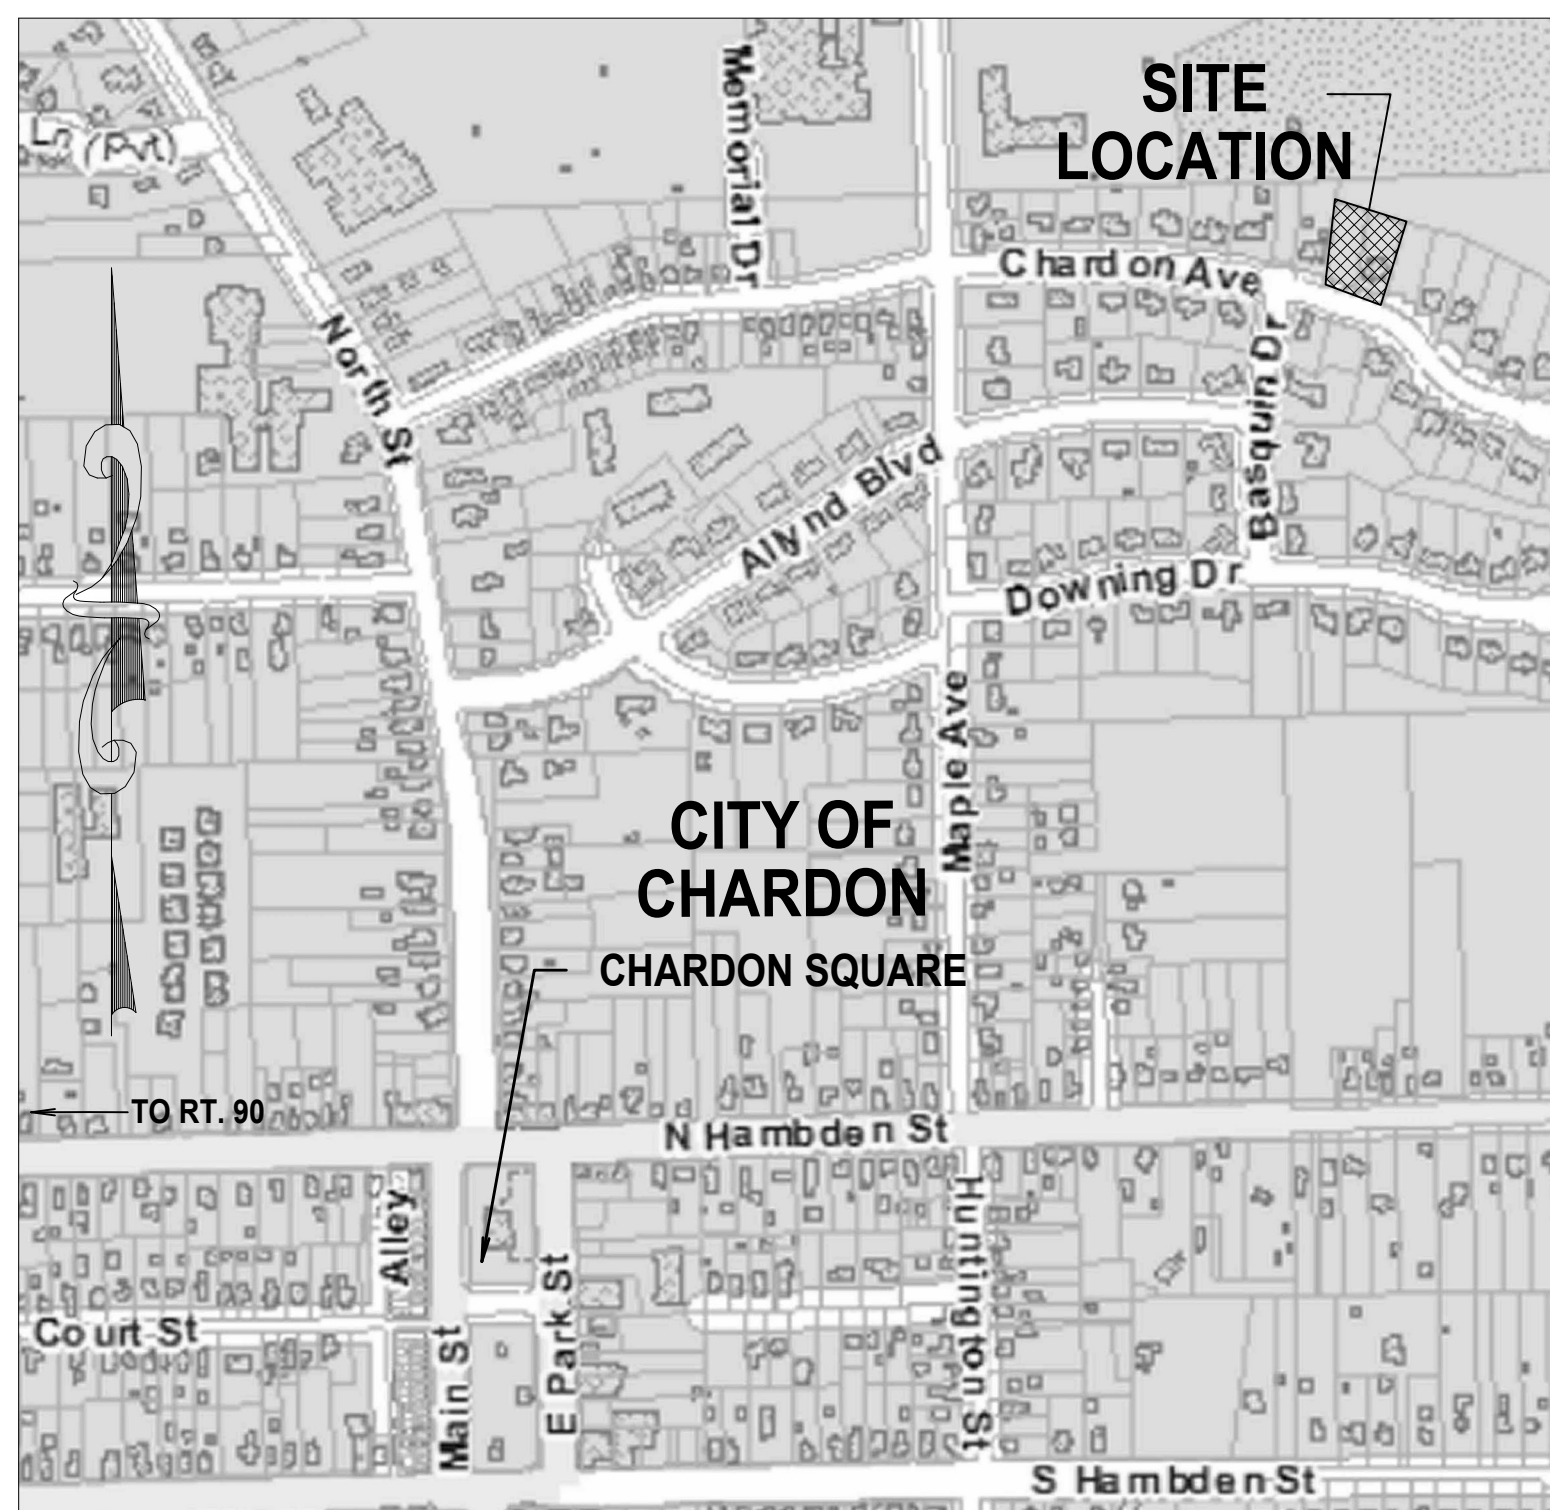 Memorial Dr
SITE
LOCATION
Ln (Pvt)
Chardon Ave
North St
Basquin Dr
Allynd Blvd
Downing Dr
Maple Ave
CITY OF
CHARDON
CHARDON SQUARE
TO RT. 90
N Hambden St
Alley
Huntington St
Court St
Main St
E Park St
S Hambden St